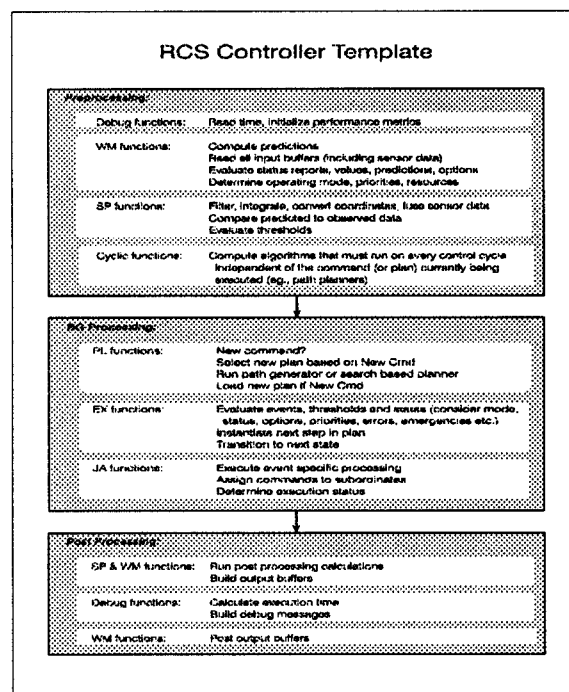 RCS Controller Template
Preprocessing:
Debug functions: Read time, initialize performance metrics
WM functions: Compute predictions
Read all input buffers (including sensor data)
Evaluate status reports, values, predictions, options
Determine operating mode, priorities, resources
SP functions: Filter, integrate, convert coordinates, fuse sensor data
Compare predicted to observed data
Evaluate thresholds
Cyclic functions: Compute algorithms that must run on every control cycle
independent of the command (or plan) currently being
executed (eg., path planners)
BG Processing:
PL functions: New command?
Select new plan based on New Cmd
Run path generator or search based planner
Load new plan if New Cmd
EX functions: Evaluate events, thresholds and issues (consider mode,
status, options, priorities, errors, emergencies etc.)
Instantiate next step in plan
Transition to next state
JA functions: Execute event specific processing
Assign commands to subordinates
Determine execution status
Post Processing:
SP & WM functions: Run post processing calculations
Build output buffers
Debug functions: Calculate execution time
Build debug messages
WM functions: Post output buffers